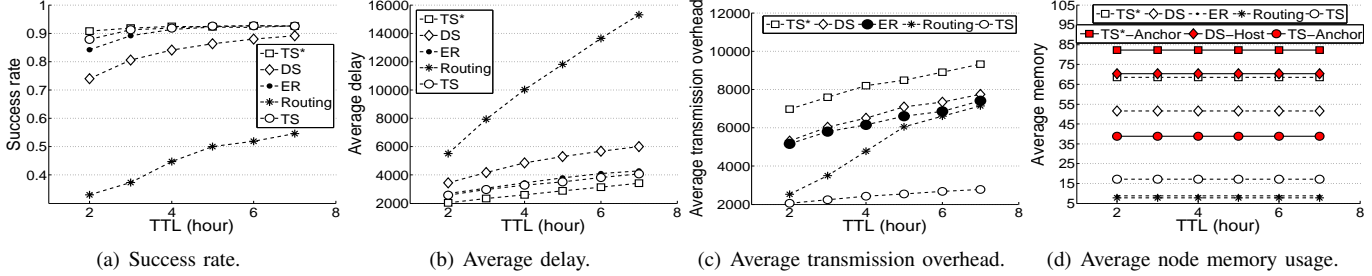 1
0.9
0.8
0.7
0.6
0.5
0.4
Success rate
TS*
DS
ER
Routing
TS
2 4 6 8
TTL (hour)
(a) Success rate.
16000
14000
12000
10000
8000
6000
4000
2000
Average delay
TS*
DS
ER
Routing
TS
2 4 6 8
TTL (hour)
(b) Average delay.
12000
10000
8000
6000
4000
2000
Average transmission overhead
TS* DS ER Routing TS
2 4 6 8
TTL (hour)
(c) Average transmission overhead.
105
95
85
75
65
55
45
35
25
15
5
Average memory
TS* DS ER Routing TS
TS*-Anchor DS-Host TS-Anchor
2 4 6 8
TTL (hour)
(d) Average node memory usage.